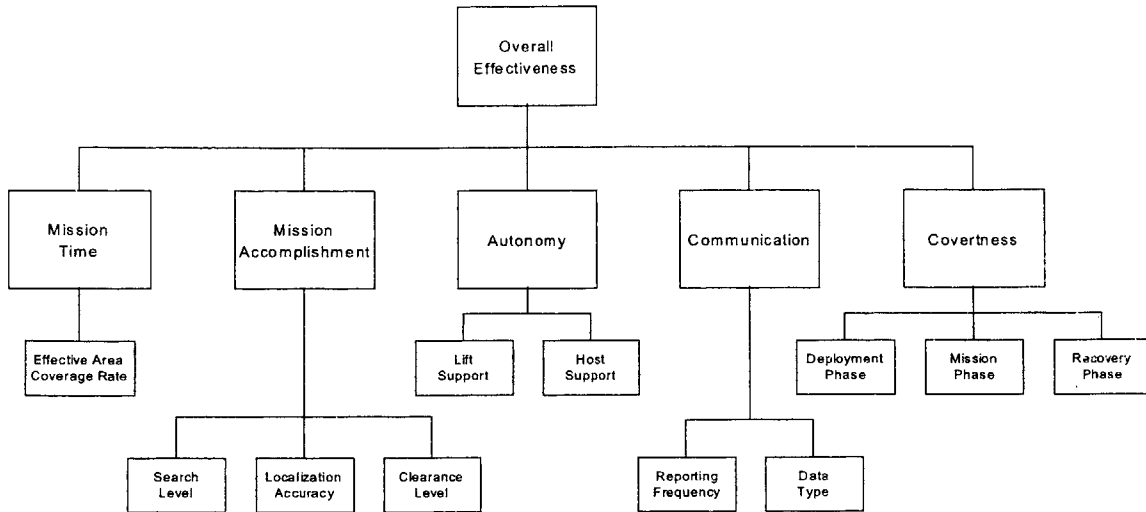 Overall
Effectiveness
Mission
Time
Mission
Accomplishment
Autonomy
Communication
Covertness
Effective Area
Coverage Rate
Lift
Support
Host
Support
Deployment
Phase
Mission
Phase
Recovery
Phase
Search
Level
Localization
Accuracy
Clearance
Level
Reporting
Frequency
Data
Type